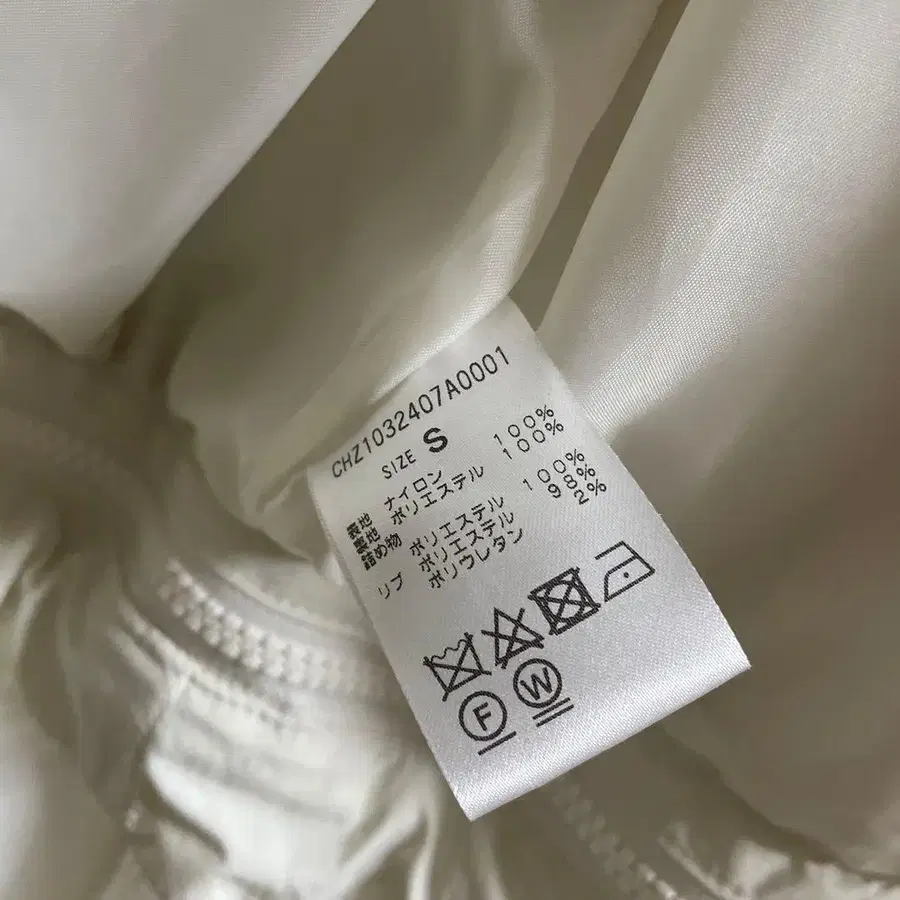 CHZ1032407A0001
SIZE S
表地 ナイロン 100%
裏地 ポリエステル 100%
詰め物 ポリエステル 100%
リブ ポリエステル 98%
ポリウレタン 2%
F W